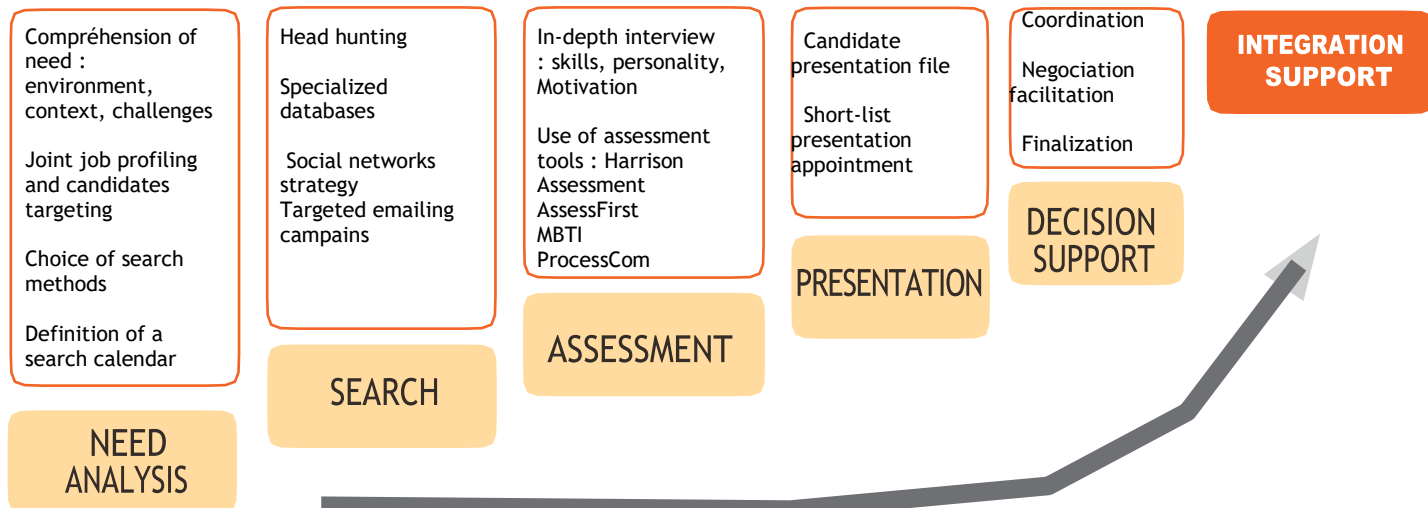 Compréhension of
need :
environment,
context, challenges
Joint job profiling
and candidates
targeting
Choice of search
methods
Definition of a
search calendar
NEED
ANALYSIS
Head hunting
Specialized
databases
Social networks
strategy
Targeted emailing
campains
SEARCH
In-depth interview
: skills, personality,
Motivation
Use of assessment
tools : Harrison
Assessment
AssessFirst
MBTI
ProcessCom
ASSESSMENT
Candidate
presentation file
Short-list
presentation
appointment
PRESENTATION
Coordination
Negociation
facilitation
Finalization
DECISION
SUPPORT
INTEGRATION
SUPPORT